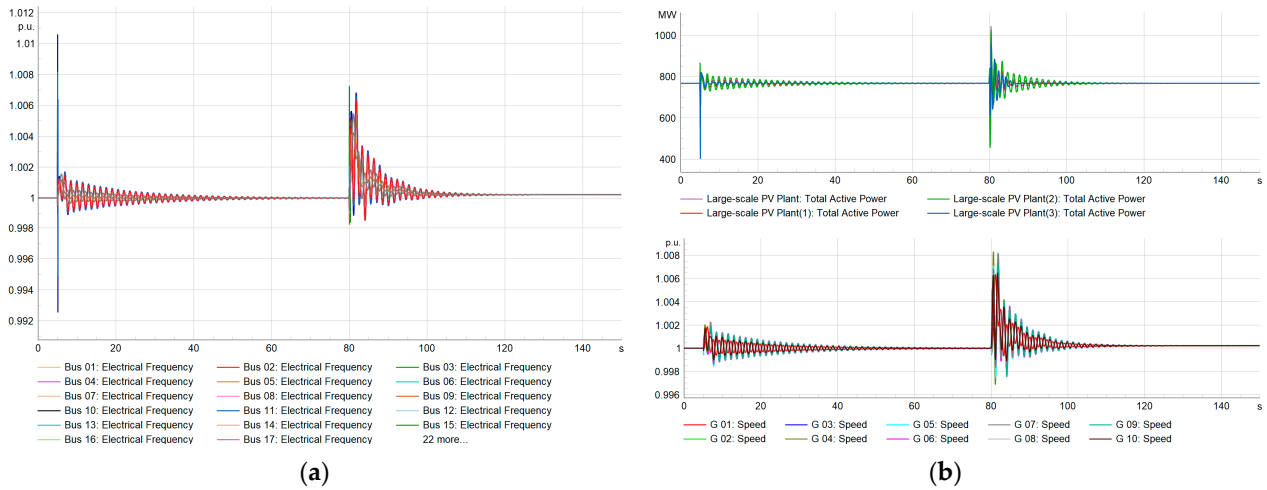 1.012
p.u.
1.01
1.008
1.006
1.004
1.002
1
0.998
0.996
0.994
0.992
0 20 40 60 80 100 120 140 s
Bus 01: Electrical Frequency Bus 02: Electrical Frequency Bus 03: Electrical Frequency
Bus 04: Electrical Frequency Bus 05: Electrical Frequency Bus 06: Electrical Frequency
Bus 07: Electrical Frequency Bus 08: Electrical Frequency Bus 09: Electrical Frequency
Bus 10: Electrical Frequency Bus 11: Electrical Frequency Bus 12: Electrical Frequency
Bus 13: Electrical Frequency Bus 14: Electrical Frequency Bus 15: Electrical Frequency
Bus 16: Electrical Frequency Bus 17: Electrical Frequency 22 more...
(a)
MW
1000
800
600
400
0 20 40 60 80 100 120 140 s
Large-scale PV Plant: Total Active Power Large-scale PV Plant(2): Total Active Power
Large-scale PV Plant(1): Total Active Power Large-scale PV Plant(3): Total Active Power
p.u.
1.008
1.006
1.004
1.002
1
0.998
0.996
0 20 40 60 80 100 120 140 s
G 01: Speed G 03: Speed G 05: Speed G 07: Speed G 09: Speed
G 02: Speed G 04: Speed G 06: Speed G 08: Speed G 10: Speed
(b)